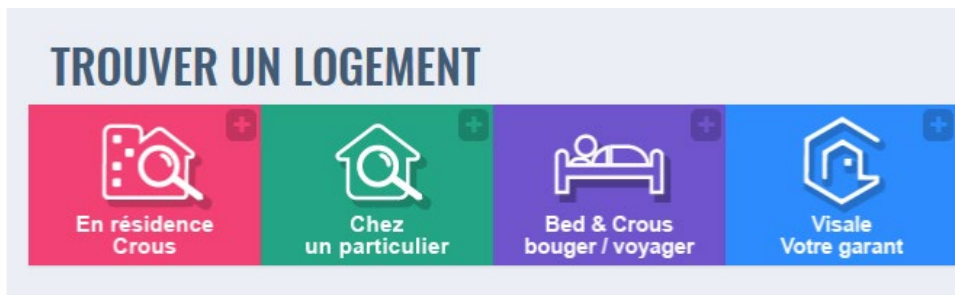 TROUVER UN LOGEMENT
En résidence
Crous
Chez
un particulier
Bed & Crous
bouger / voyager
Visale
Votre garant